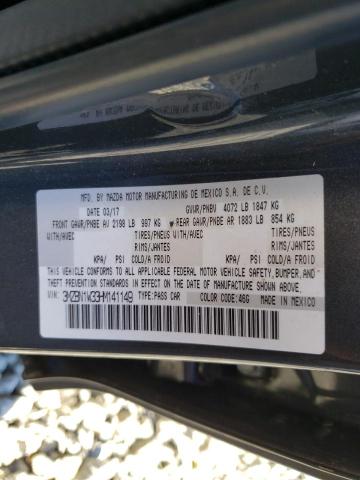 MFD. BY MAZDA MOTOR MANUFACTURING DE MEXICO S.A. DE C.V.
DATE 03/17 GVWR/PNBV 4072 LB 1847 KG
FRONT GAWR/PNBE AV 2198 LB 997 KG REAR GAWR/PNBE AR 1883 LB 854 KG
WITH/AVEC TIRES/PNEUS WITH/AVEC TIRES/PNEUS
RIMS/JANTES RIMS/JANTES
KPA/ PSI COLD/A FROID KPA/ PSI COLD/A FROID
THIS VEHICLE CONFORMS TO ALL APPLICABLE FEDERAL MOTOR VEHICLE SAFETY, BUMPER, AND
THEFT PREVENTION STANDARDS IN EFFECT ON THE DATE OF MANUFACTURE SHOWN ABOVE.
VIN: 3MZBN1W33HM141149 TYPE:PASS CAR COLOR CODE:46G MADE IN MEXICO